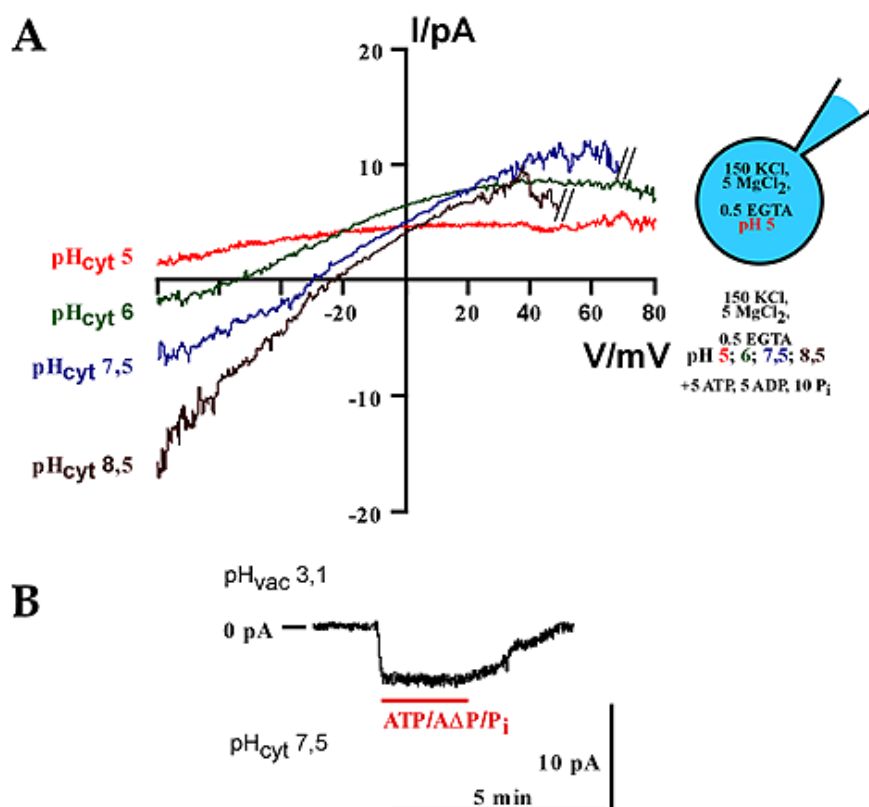 A
I/pA
20
10
-10
-20
-20
20
40
60
80
V/mV
pHcyt 5
pHcyt 6
pHcyt 7,5
pHcyt 8,5
150 KCl,
5 MgCl2,
0.5 EGTA
pH 5
150 KCl,
5 MgCl2,
0.5 EGTA
pH 5; 6; 7,5; 8,5
+5 ATP, 5 ADP, 10 Pi
B
pHvac 3,1
0 pA
ATP/AΔP/Pi
pHcyt 7,5
10 pA
5 min